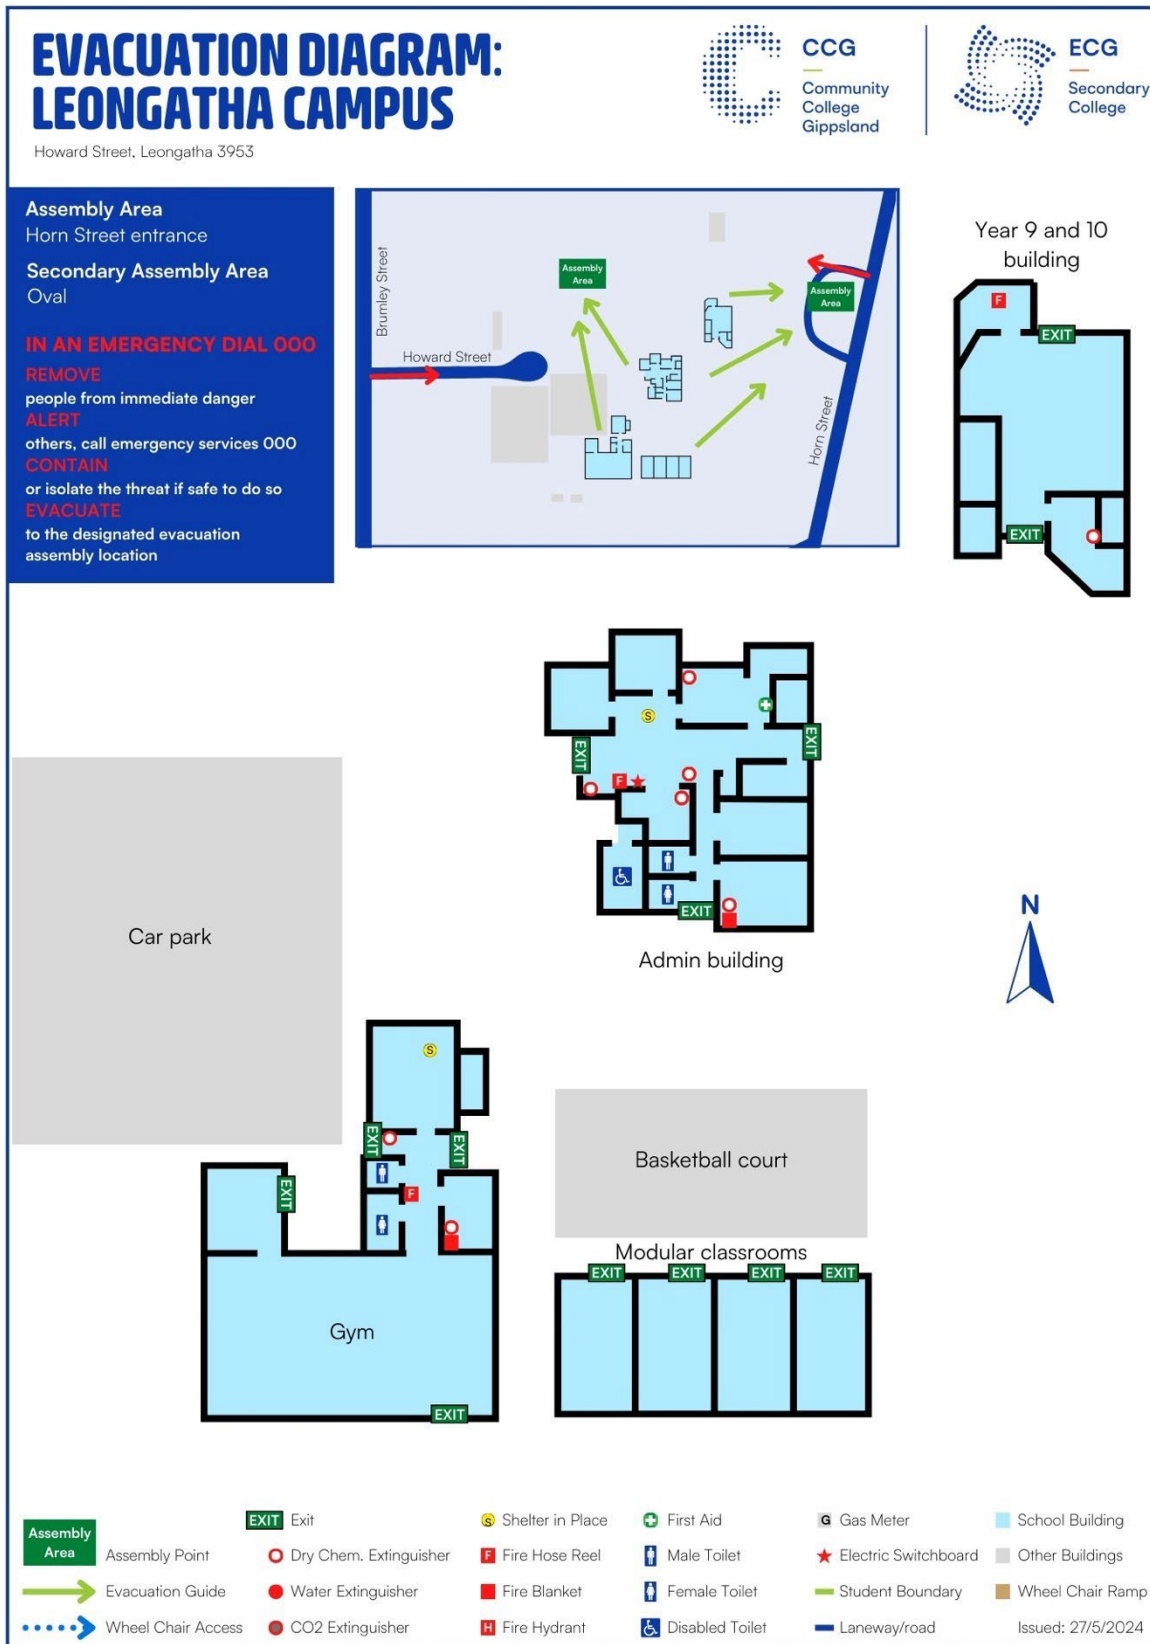 EVACUATION DIAGRAM:
LEONGATHA CAMPUS
Howard Street, Leongatha 3953
CCG
Community
College
Gippsland
ECG
Secondary
College
Assembly Area
Horn Street entrance
Secondary Assembly Area
Oval
IN AN EMERGENCY DIAL 000
REMOVE
people from immediate danger
ALERT
others, call emergency services 000
CONTAIN
or isolate the threat if safe to do so
EVACUATE
to the designated evacuation
assembly location
Brumley Street
Howard Street
Assembly
Area
Assembly
Area
Horn Street
Year 9 and 10
building
F
EXIT
EXIT
S
EXIT
EXIT
F
EXIT
Admin building
Car park
N
S
EXIT
EXIT
EXIT
F
Gym
EXIT
Basketball court
Modular classrooms
EXIT
EXIT
EXIT
EXIT
Assembly
Area
Assembly Point
Evacuation Guide
Wheel Chair Access
EXIT Exit
Dry Chem. Extinguisher
Water Extinguisher
CO2 Extinguisher
S Shelter in Place
F Fire Hose Reel
Fire Blanket
H Fire Hydrant
First Aid
Male Toilet
Female Toilet
Disabled Toilet
G Gas Meter
Electric Switchboard
Student Boundary
Laneway/road
School Building
Other Buildings
Wheel Chair Ramp
Issued: 27/5/2024